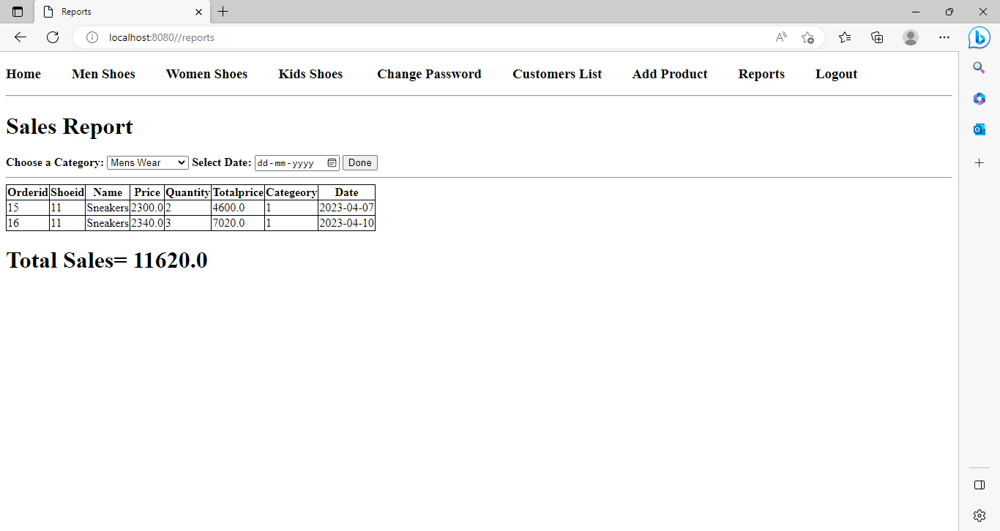 Reports
localhost:8080//reports
Home Men Shoes Women Shoes Kids Shoes Change Password Customers List Add Product Reports Logout
Sales Report
Choose a Category: Mens Wear Select Date: dd-mm-yyyy Done
Orderid Shoeid Name Price Quantity Totalprice Categeory Date
15 11 Sneakers 2300.0 2 4600.0 1 2023-04-07
16 11 Sneakers 2340.0 3 7020.0 1 2023-04-10
Total Sales= 11620.0